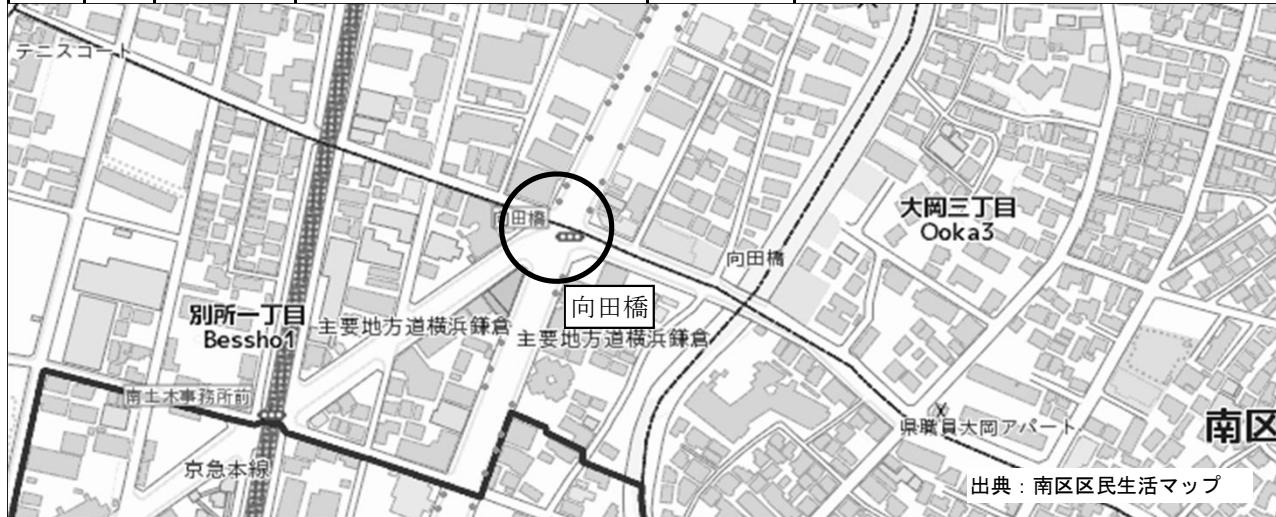 テニスコート
向田橋
大岡三丁目
Ooka3
向田橋
向田橋
別所一丁目
Bessho1
主要地方道横浜鎌倉
主要地方道横浜鎌倉
南土木事務所前
県職員大岡アパート
南区
京急本線
出典：南区区民生活マップ